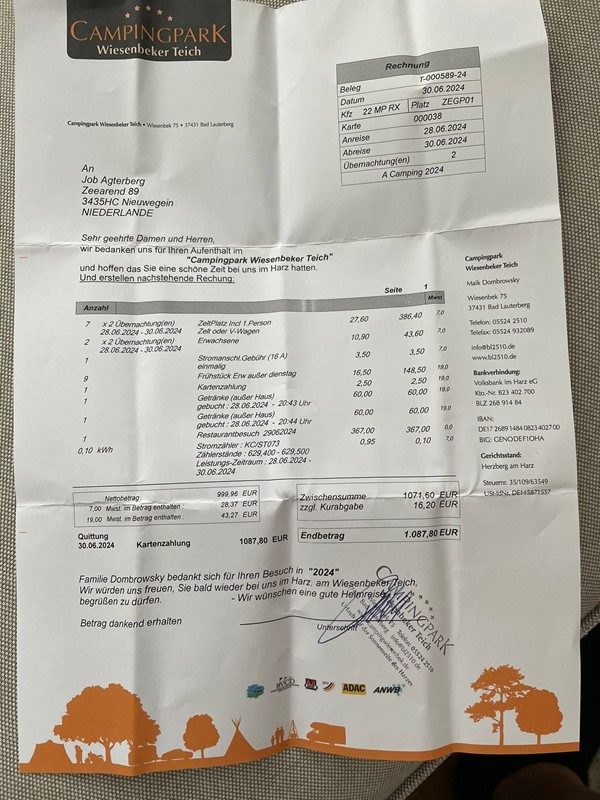 CAMPINGPARK
Wiesenbeker Teich
Rechnung
Beleg T-000589-24
Datum 30.06.2024
Kfz 22 MP RX Platz ZEGP01
Karte 000038
Anreise 28.06.2024
Abreise 30.06.2024
Übernachtung(en) 2
A Camping 2024
Campingpark Wiesenbeker Teich • Wiesenbek 75 • 37431 Bad Lauterberg
An
Job Agterberg
Zeearend 89
3435HC Nieuwegein
NIEDERLANDE
Sehr geehrte Damen und Herren,
wir bedanken uns für Ihren Aufenthalt im
"Campingpark Wiesenbeker Teich"
und hoffen das Sie eine schöne Zeit bei uns im Harz hatten.
Und erstellen nachstehende Rechung:
Seite 1
Anzahl Mwst
7 x 2 Übernachtung(en) ZeltPlatz Incl 1.Person 27,60 386,40 7,0
28.06.2024 - 30.06.2024 Zelt oder V-Wagen
2 x 2 Übernachtung(en) Erwachsene 10,90 43,60 7,0
28.06.2024 - 30.06.2024
1 Stromanschl.Gebühr (16 A) 3,50 3,50 7,0
einmalig
9 Frühstück Erw außer dienstag 16,50 148,50 19,0
1 Kartenzahlung 2,50 2,50 19,0
1 Getränke (außer Haus) 60,00 60,00 19,0
gebucht : 28.06.2024 - 20:43 Uhr
1 Getränke (außer Haus) 60,00 60,00 19,0
gebucht : 28.06.2024 - 20:44 Uhr
1 Restaurantbesuch 29062024 367,00 367,00 0,0
0,10 kWh Stromzähler : KC/ST073 0,95 0,10 7,0
Zählerstände : 629,400 - 629,500
Leistungs-Zeitraum : 28.06.2024 -
30.06.2024
Nettobetrag 999,96 EUR
7,00 Mwst. im Betrag enthalten : 28,37 EUR
19,00 Mwst. im Betrag enthalten : 43,27 EUR
Zwischensumme 1071,60 EUR
zzgl. Kurabgabe 16,20 EUR
Quittung
30.06.2024 Kartenzahlung 1087,80 EUR
Endbetrag 1.087,80 EUR
Familie Dombrowsky bedankt sich für Ihren Besuch in "2024"
Wir würden uns freuen, Sie bald wieder bei uns im Harz, am Wiesenbeker Teich,
begrüßen zu dürfen. - Wir wünschen eine gute Heimreise
Betrag dankend erhalten
Unterschrift
Campingpark
Wiesenbeker Teich
Maik Dombrowsky
Wiesenbek 75
37431 Bad Lauterberg
Telefon: 05524 2510
Telefax: 05524 932089
info@bl2510.de
www.bl2510.de
Bankverbindung:
Volksbank im Harz eG
Kto.-Nr. 823 402 700
BLZ 268 914 84
IBAN:
DE17 2689 1484 0823 4027 00
BIC: GENODEF1OHA
Gerichtsstand:
Herzberg am Harz
Steuernr. 35/109/63549
USt-IdNr. DE115871557
CAMPINGPARK
Wiesenbeker Teich
Telefon: 05524 2510
ADAC
ANWB